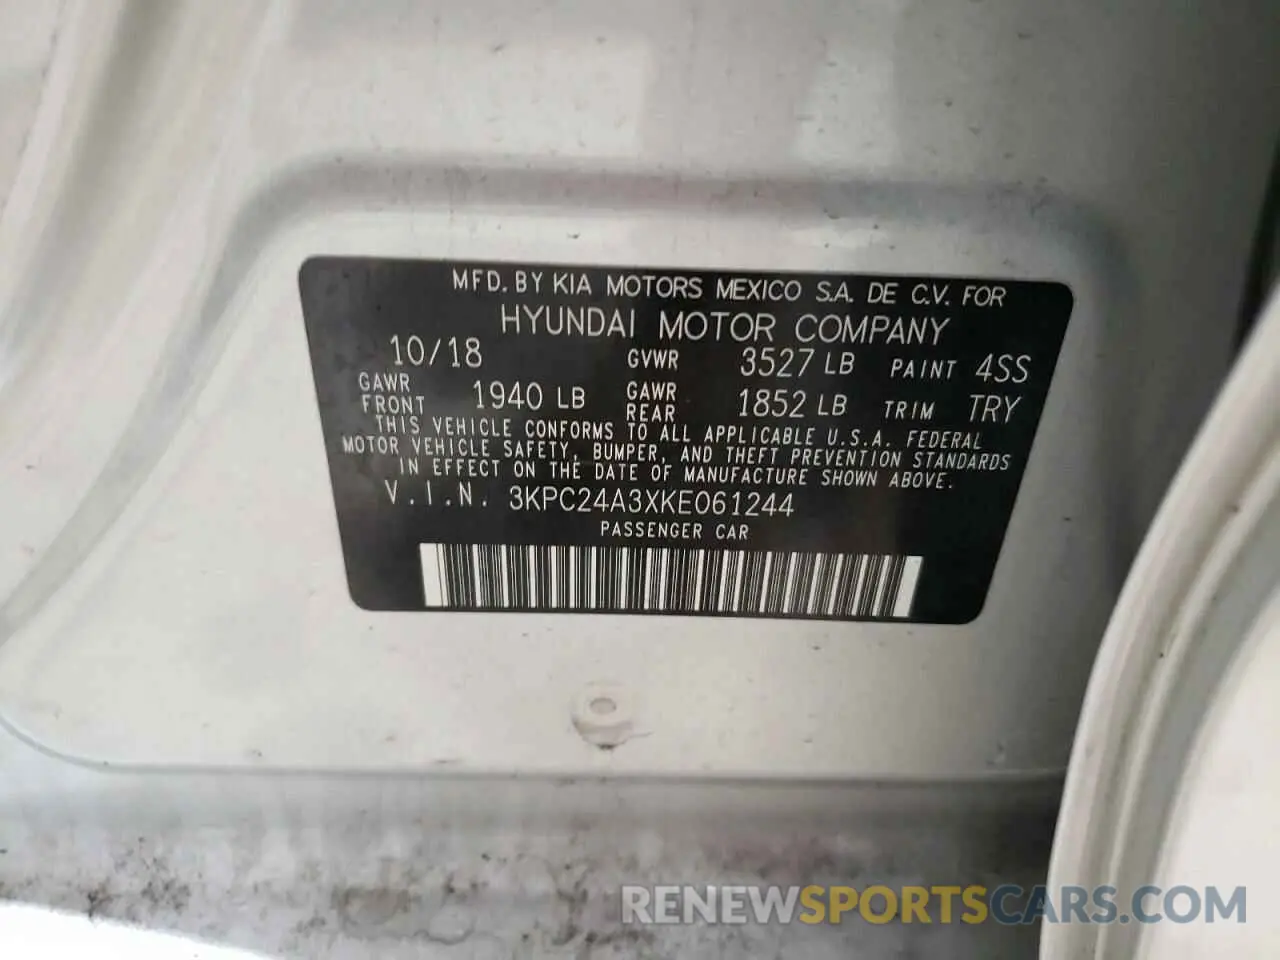 MFD. BY KIA MOTORS MEXICO S.A. DE C.V. FOR
HYUNDAI MOTOR COMPANY
10/18 GVWR 3527 LB PAINT 4SS
GAWR FRONT 1940 LB GAWR REAR 1852 LB TRIM TRY
THIS VEHICLE CONFORMS TO ALL APPLICABLE U.S.A. FEDERAL
MOTOR VEHICLE SAFETY, BUMPER, AND THEFT PREVENTION STANDARDS
IN EFFECT ON THE DATE OF MANUFACTURE SHOWN ABOVE.
V.I.N. 3KPC24A3XKE061244
PASSENGER CAR
RENEWSPORTSCARS.COM